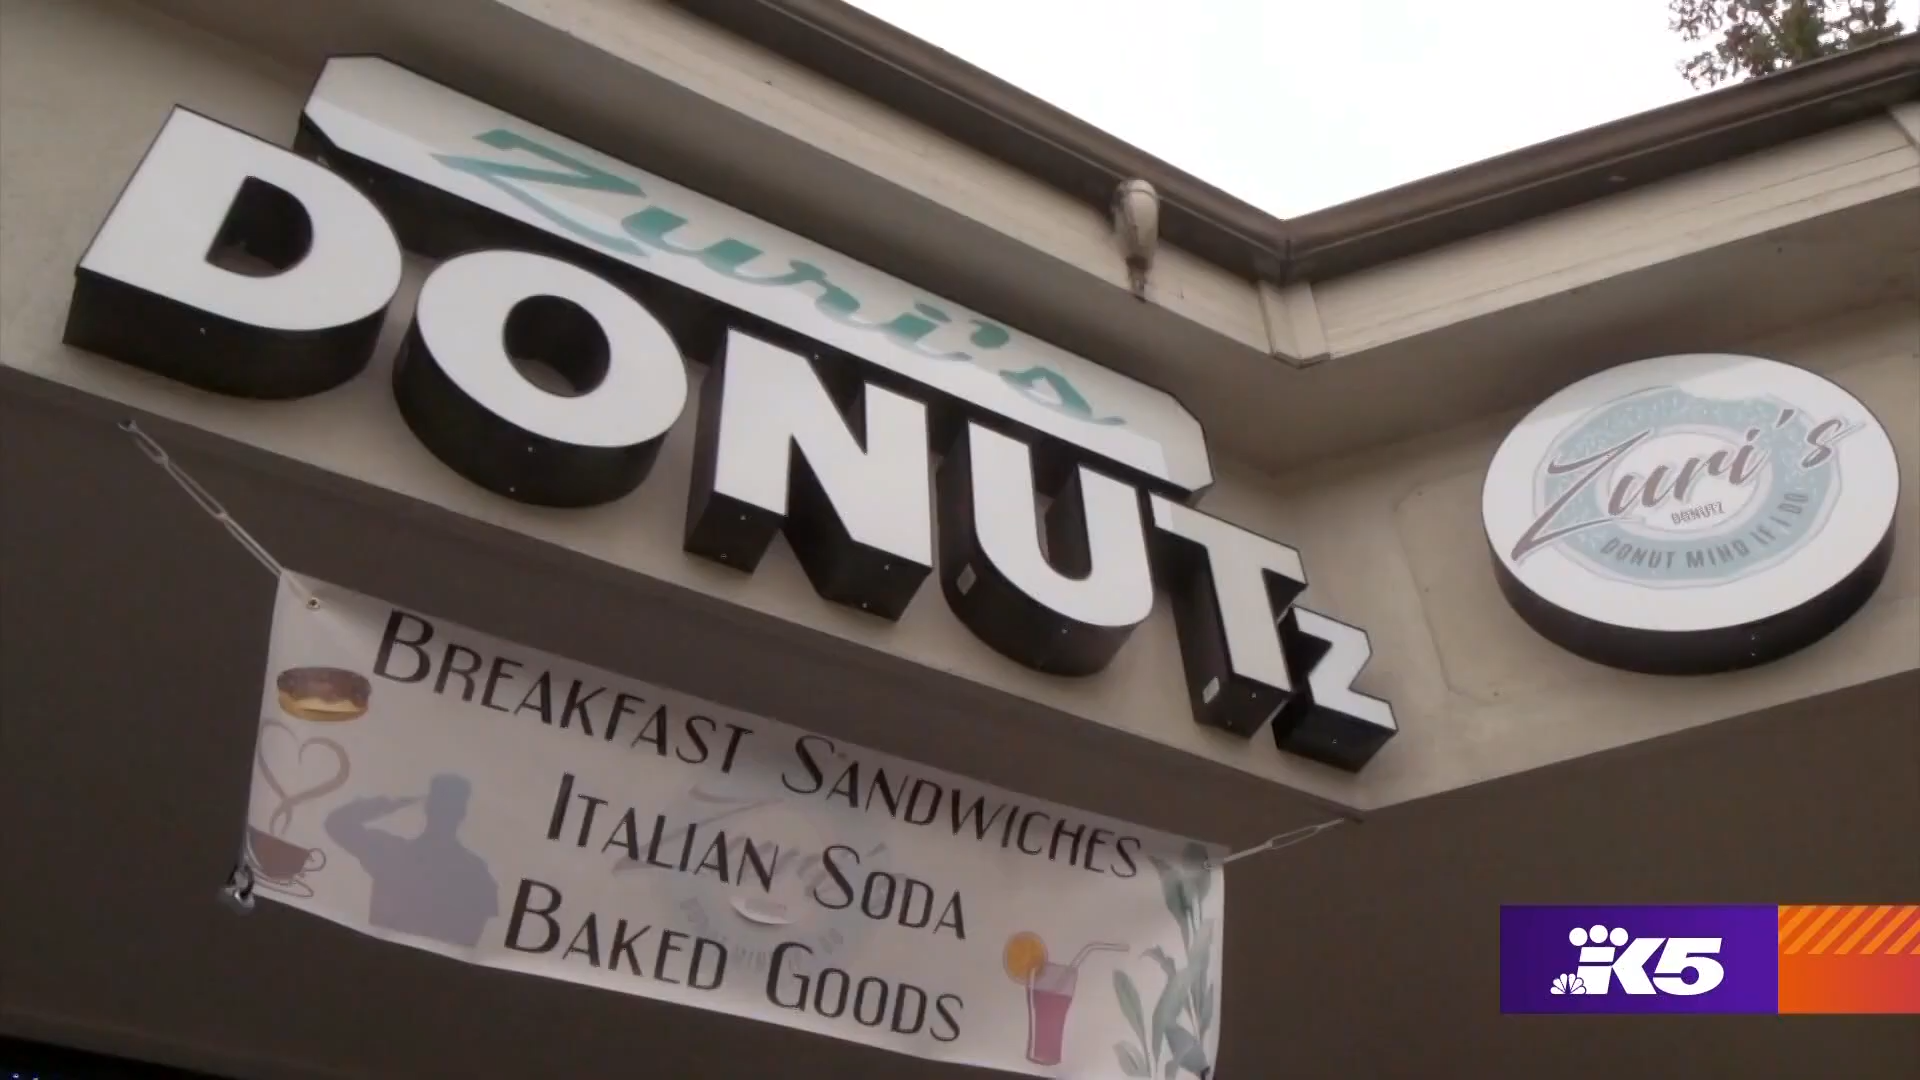 Zuri's
DONUTZ
Zuri's
DONUTZ
DONUT MIND IF I DO
BREAKFAST SANDWICHES
ITALIAN SODA
BAKED GOODS
K5